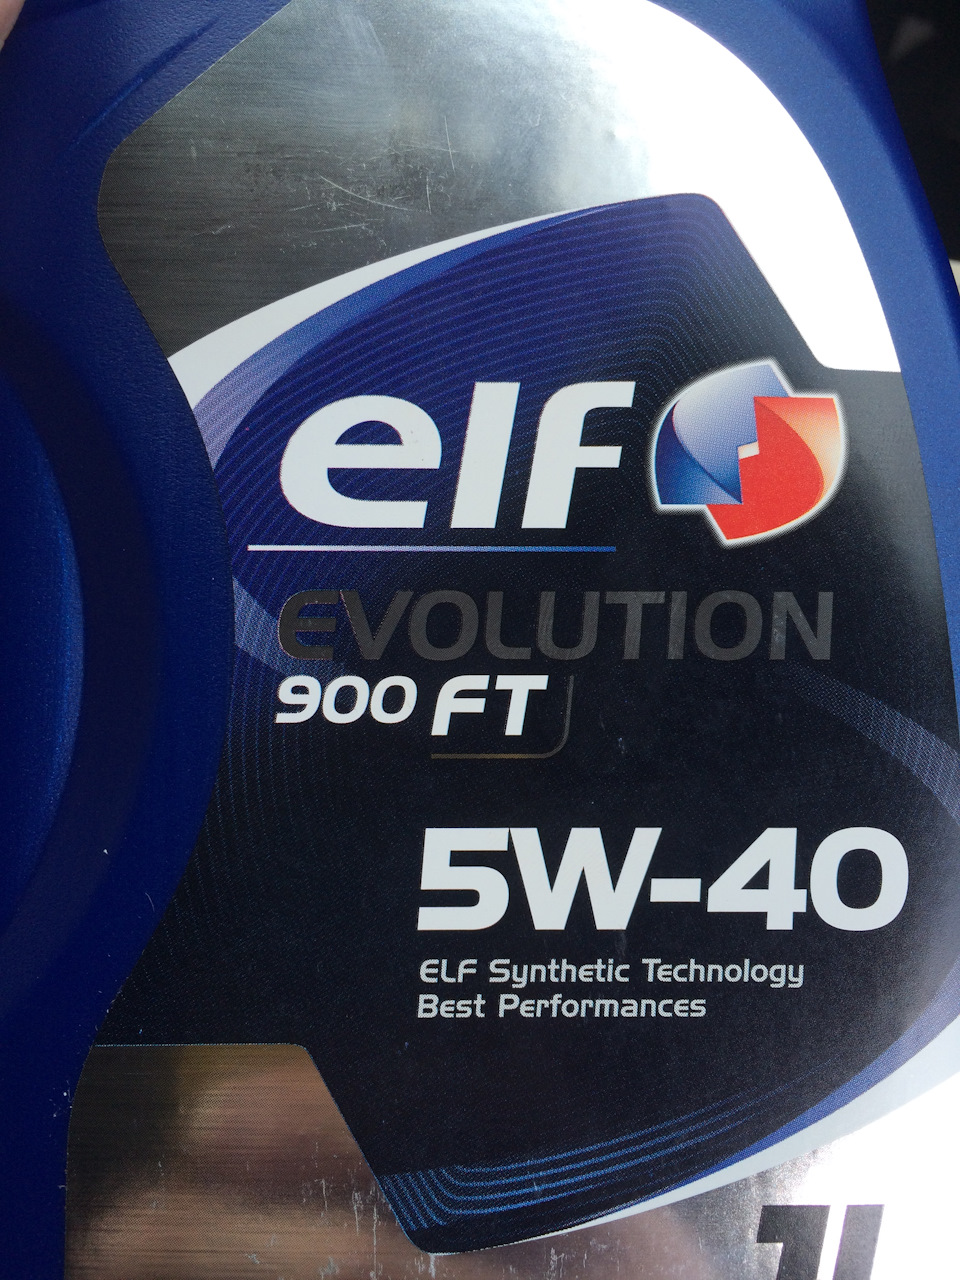 elf
EVOLUTION
900 FT
5W-40
ELF Synthetic Technology
Best Performances